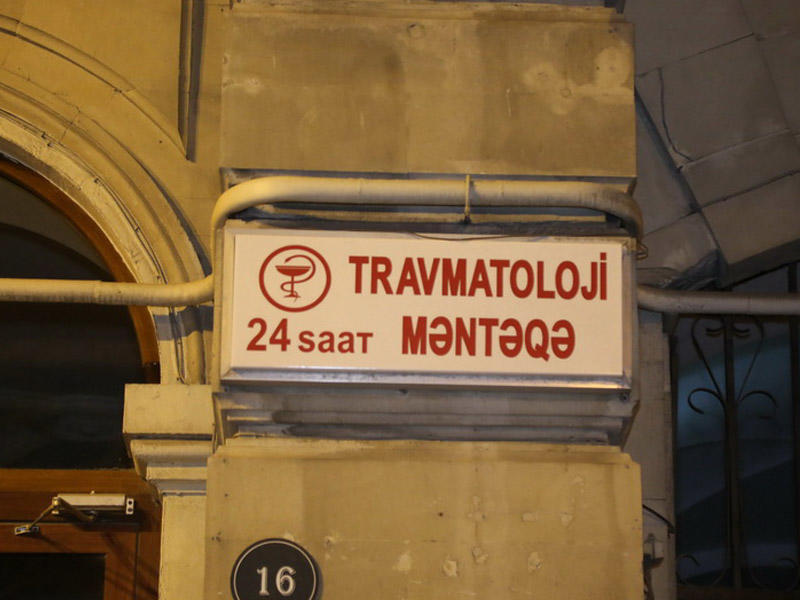 TRAVMATOLOJİ
24 saaT MƏNTƏQƏ
16